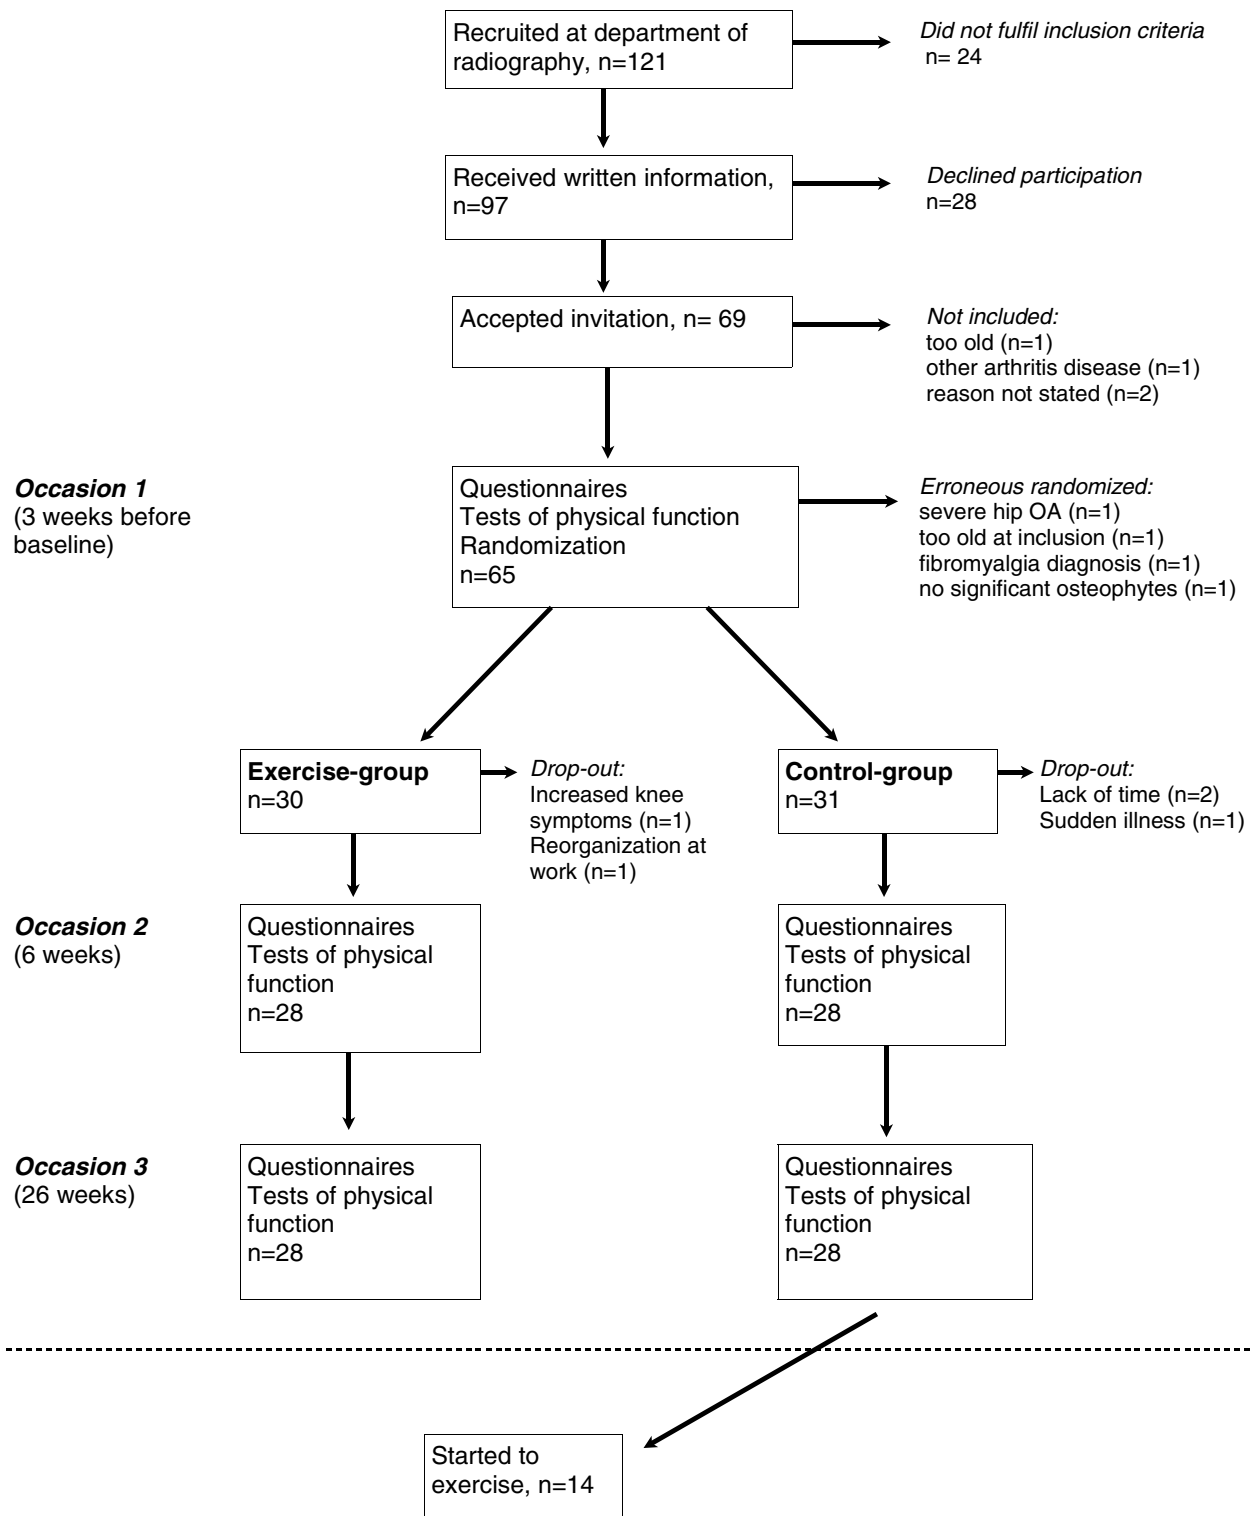 Recruited at department of
radiography, n=121
Did not fulfil inclusion criteria
n= 24
Received written information,
n=97
Declined participation
n=28
Accepted invitation, n= 69
Not included:
too old (n=1)
other arthritis disease (n=1)
reason not stated (n=2)
Occasion 1
(3 weeks before
baseline)
Questionnaires
Tests of physical function
Randomization
n=65
Erroneous randomized:
severe hip OA (n=1)
too old at inclusion (n=1)
fibromyalgia diagnosis (n=1)
no significant osteophytes (n=1)
Exercise-group
n=30
Drop-out:
Increased knee
symptoms (n=1)
Reorganization at
work (n=1)
Control-group
n=31
Drop-out:
Lack of time (n=2)
Sudden illness (n=1)
Occasion 2
(6 weeks)
Questionnaires
Tests of physical
function
n=28
Questionnaires
Tests of physical
function
n=28
Occasion 3
(26 weeks)
Questionnaires
Tests of physical
function
n=28
Questionnaires
Tests of physical
function
n=28
Started to
exercise, n=14